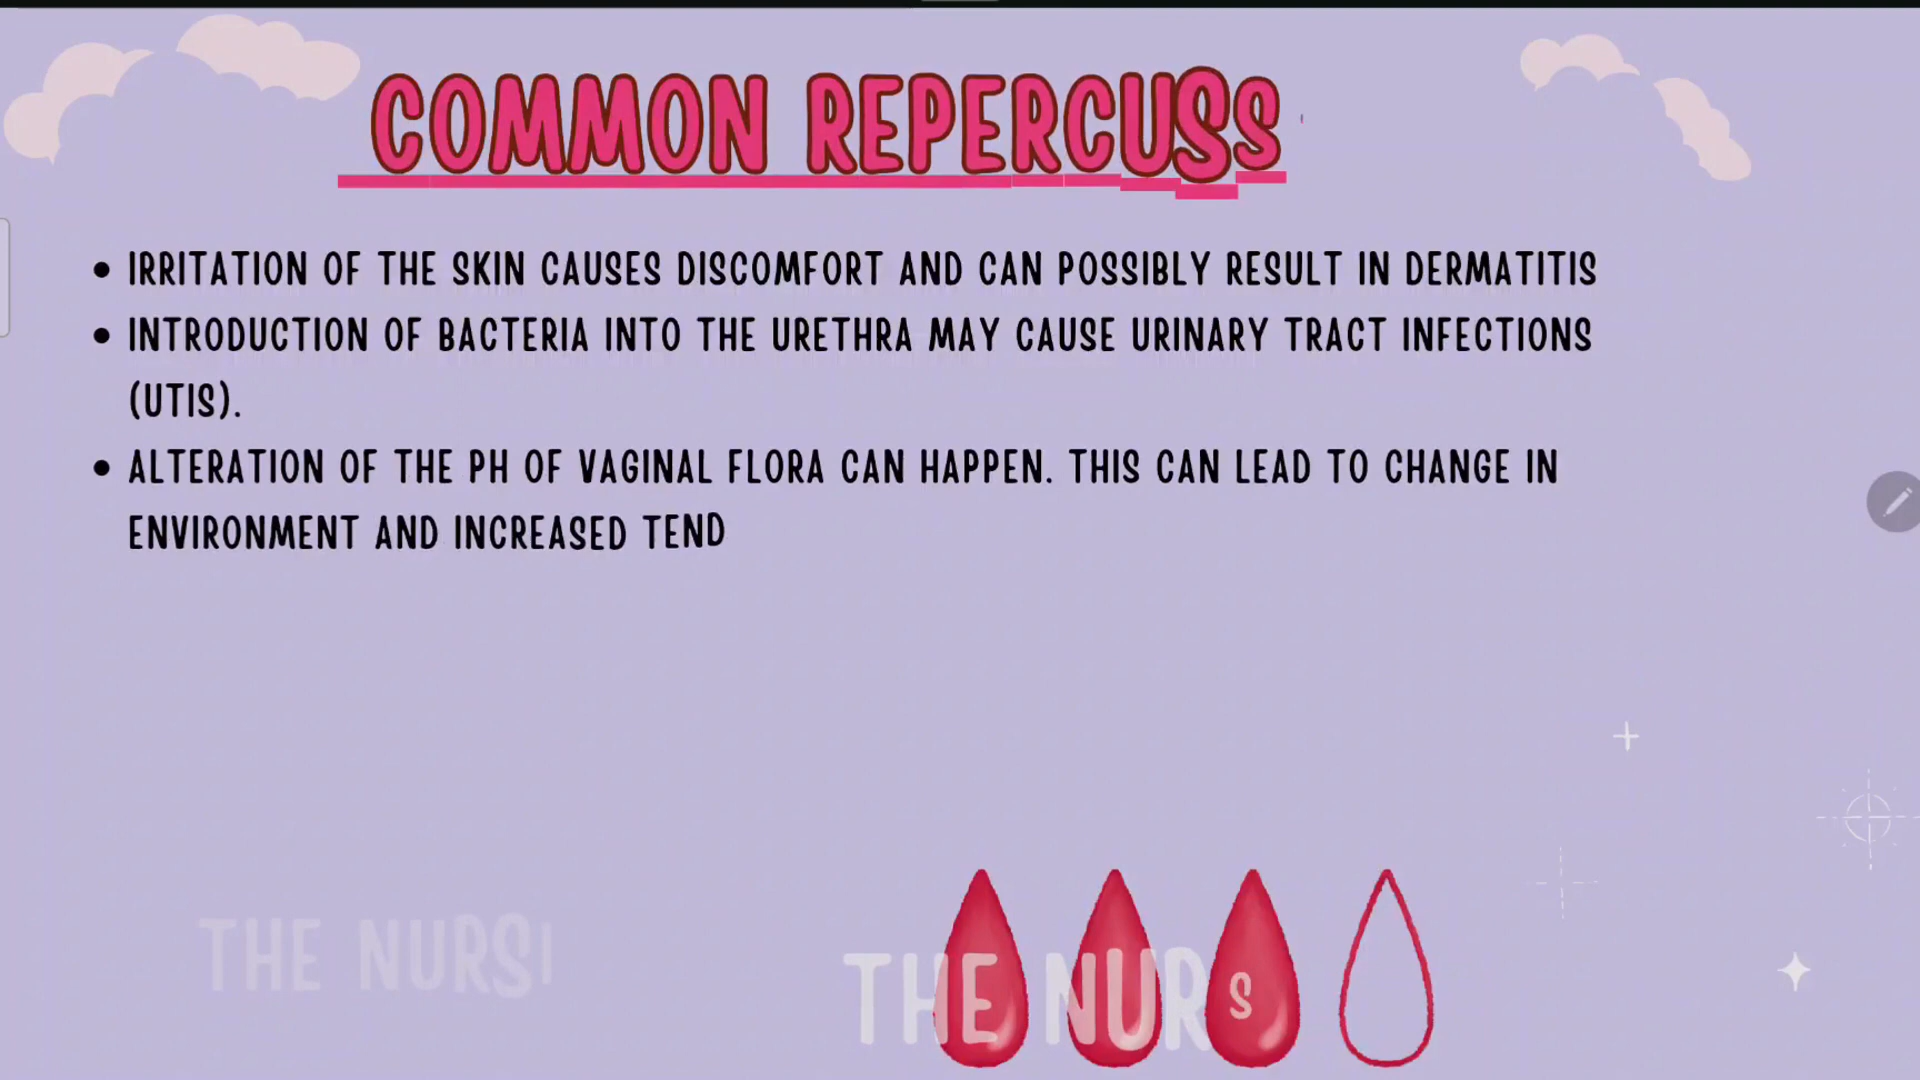 COMMON REPERCUSS
IRRITATION OF THE SKIN CAUSES DISCOMFORT AND CAN POSSIBLY RESULT IN DERMATITIS
INTRODUCTION OF BACTERIA INTO THE URETHRA MAY CAUSE URINARY TRACT INFECTIONS
(UTIS).
ALTERATION OF THE PH OF VAGINAL FLORA CAN HAPPEN. THIS CAN LEAD TO CHANGE IN
ENVIRONMENT AND INCREASED TEND
THE NURSI
THE NURS